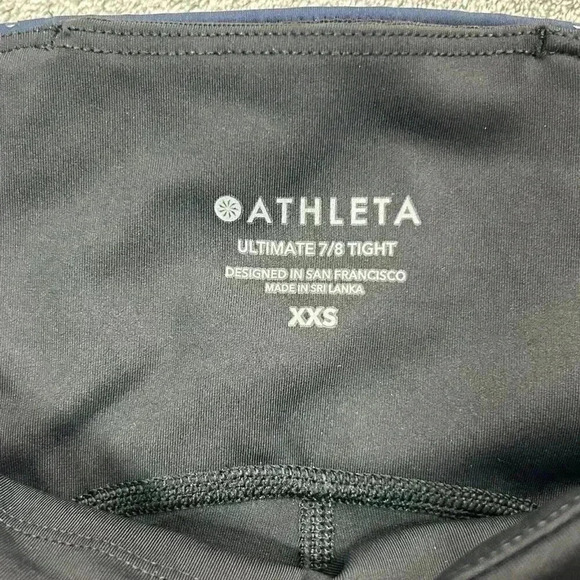 ATHLETA
ULTIMATE 7/8 TIGHT
DESIGNED IN SAN FRANCISCO
MADE IN SRI LANKA
XXS